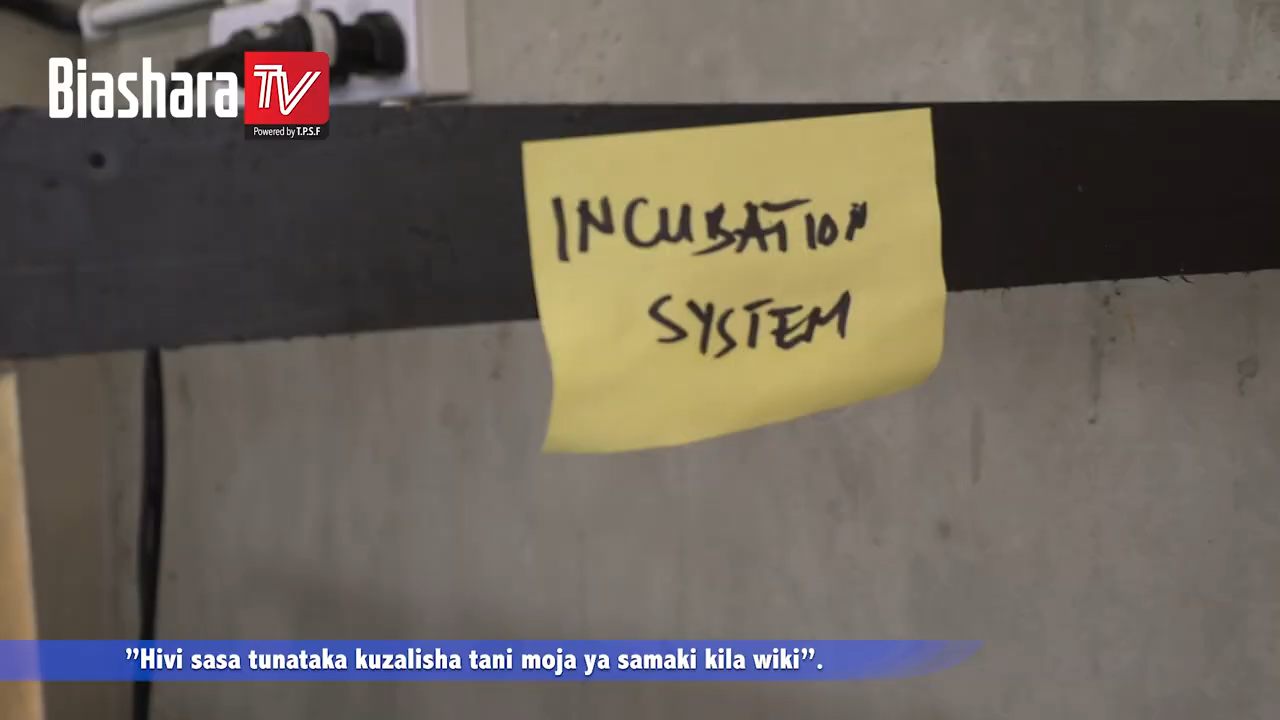 Biashara TV
Powered by T.P.S.F
INCUBATION
SYSTEM
”Hivi sasa tunataka kuzalisha tani moja ya samaki kila wiki”.